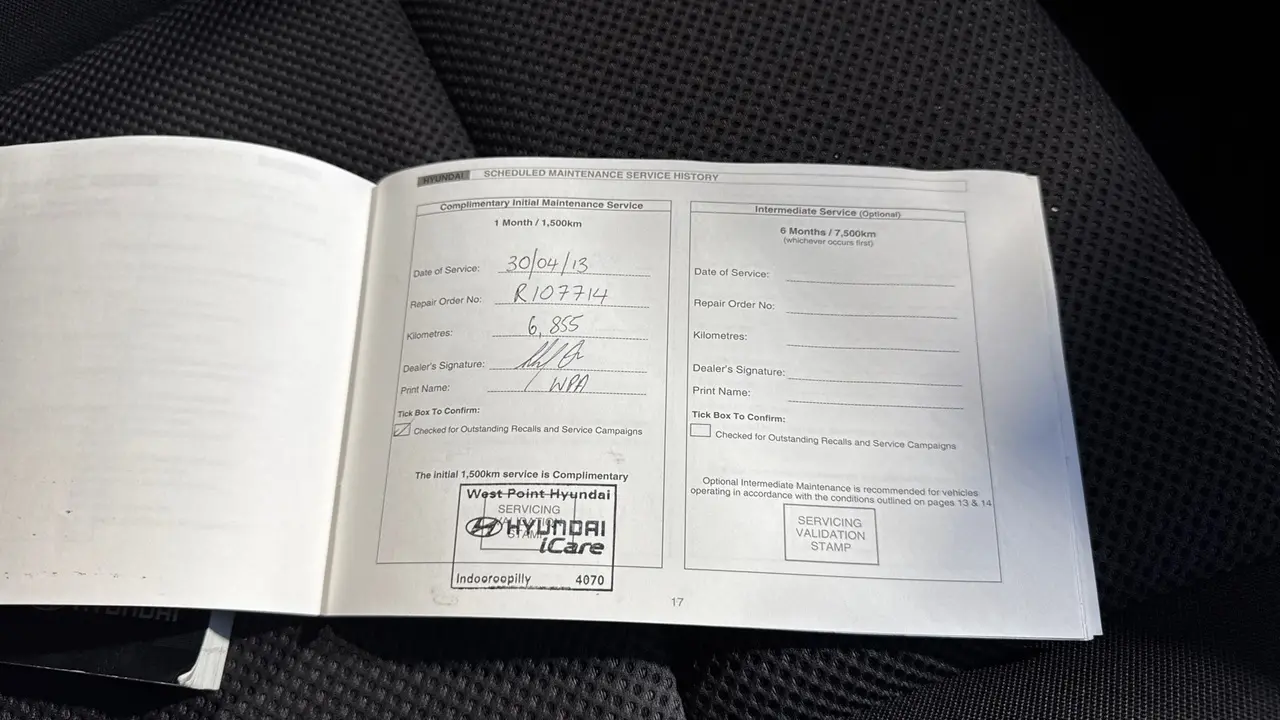 HYUNDAI SCHEDULED MAINTENANCE SERVICE HISTORY
Complimentary Initial Maintenance Service
1 Month / 1,500km
Date of Service: 30/04/13
Repair Order No: R107714
Kilometres: 6,855
Dealer's Signature:
Print Name: WPA
Tick Box To Confirm:
Checked for Outstanding Recalls and Service Campaigns
The initial 1,500km service is Complimentary
West Point Hyundai
SERVICING
VALIDATION
STAMP
HYUNDAI
iCare
Indooroopilly 4070
Intermediate Service (Optional)
6 Months / 7,500km
(whichever occurs first)
Date of Service:
Repair Order No:
Kilometres:
Dealer's Signature:
Print Name:
Tick Box To Confirm:
Checked for Outstanding Recalls and Service Campaigns
Optional Intermediate Maintenance is recommended for vehicles
operating in accordance with the conditions outlined on pages 13 & 14
SERVICING
VALIDATION
STAMP
17
HYUNDAI